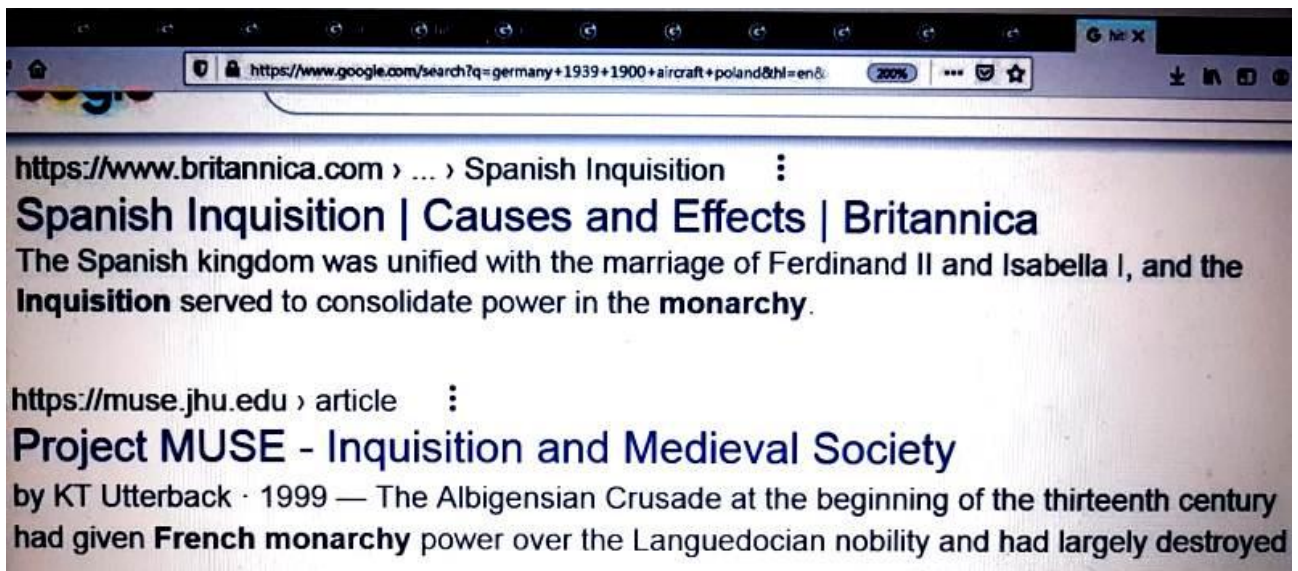 https://www.google.com/search?q=germany+1939+1900+aircraft+poland&hl=en&
200%
https://www.britannica.com › ... › Spanish Inquisition
Spanish Inquisition | Causes and Effects | Britannica
The Spanish kingdom was unified with the marriage of Ferdinand II and Isabella I, and the
Inquisition served to consolidate power in the monarchy.
https://muse.jhu.edu › article
Project MUSE - Inquisition and Medieval Society
by KT Utterback · 1999 — The Albigensian Crusade at the beginning of the thirteenth century
had given French monarchy power over the Languedocian nobility and had largely destroyed